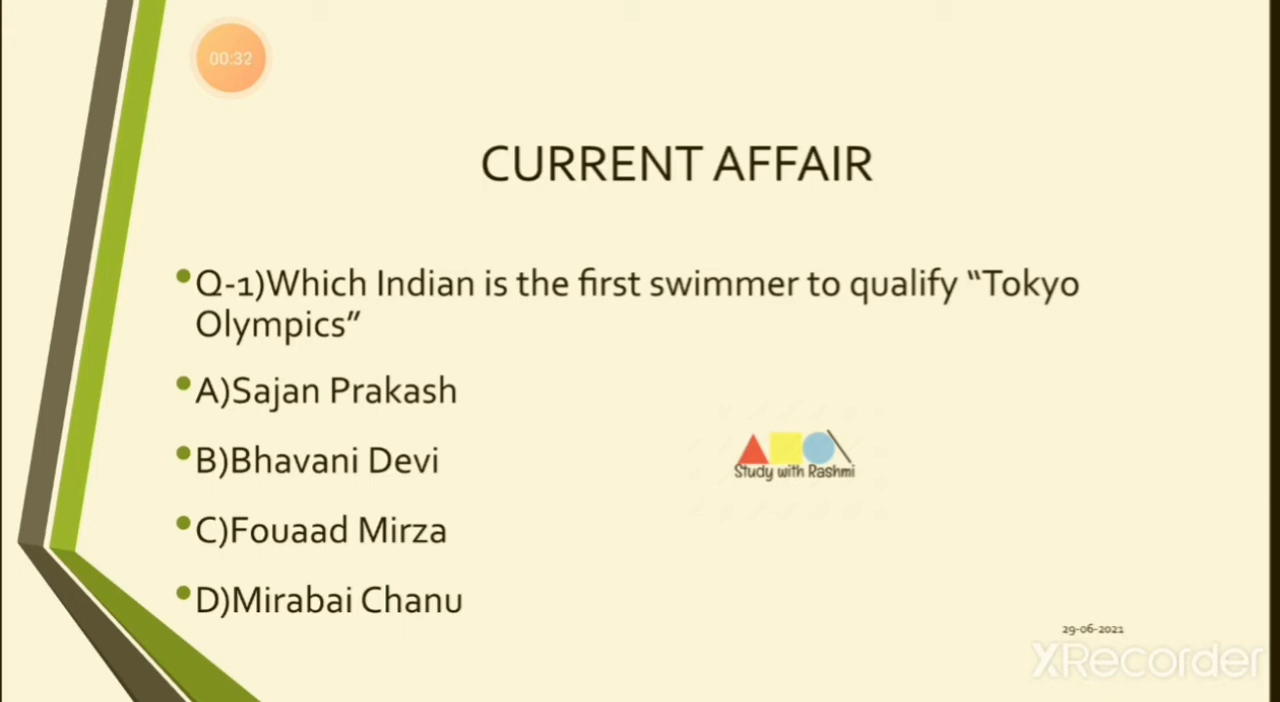 00:32
CURRENT AFFAIR
•Q-1)Which Indian is the first swimmer to qualify “Tokyo
Olympics”
•A)Sajan Prakash
•B)Bhavani Devi
Study with Rashmi
•C)Fouaad Mirza
•D)Mirabai Chanu
29-06-2021
XRecorder